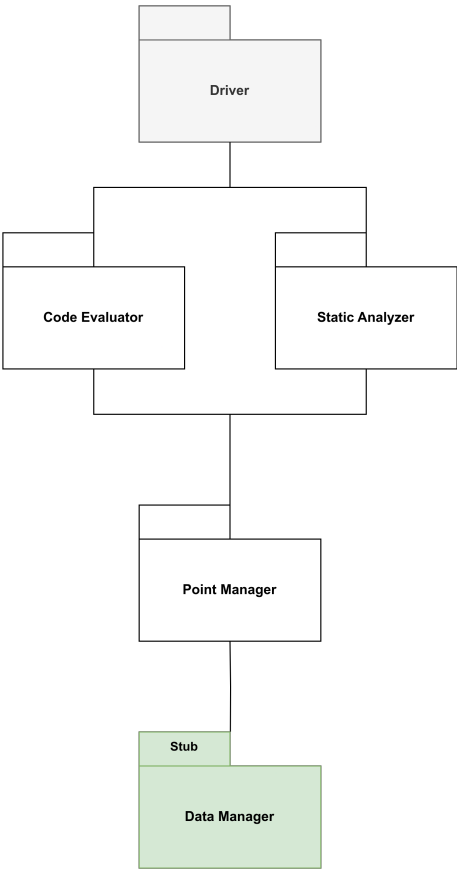 Driver
Code Evaluator
Static Analyzer
Point Manager
Stub
Data Manager